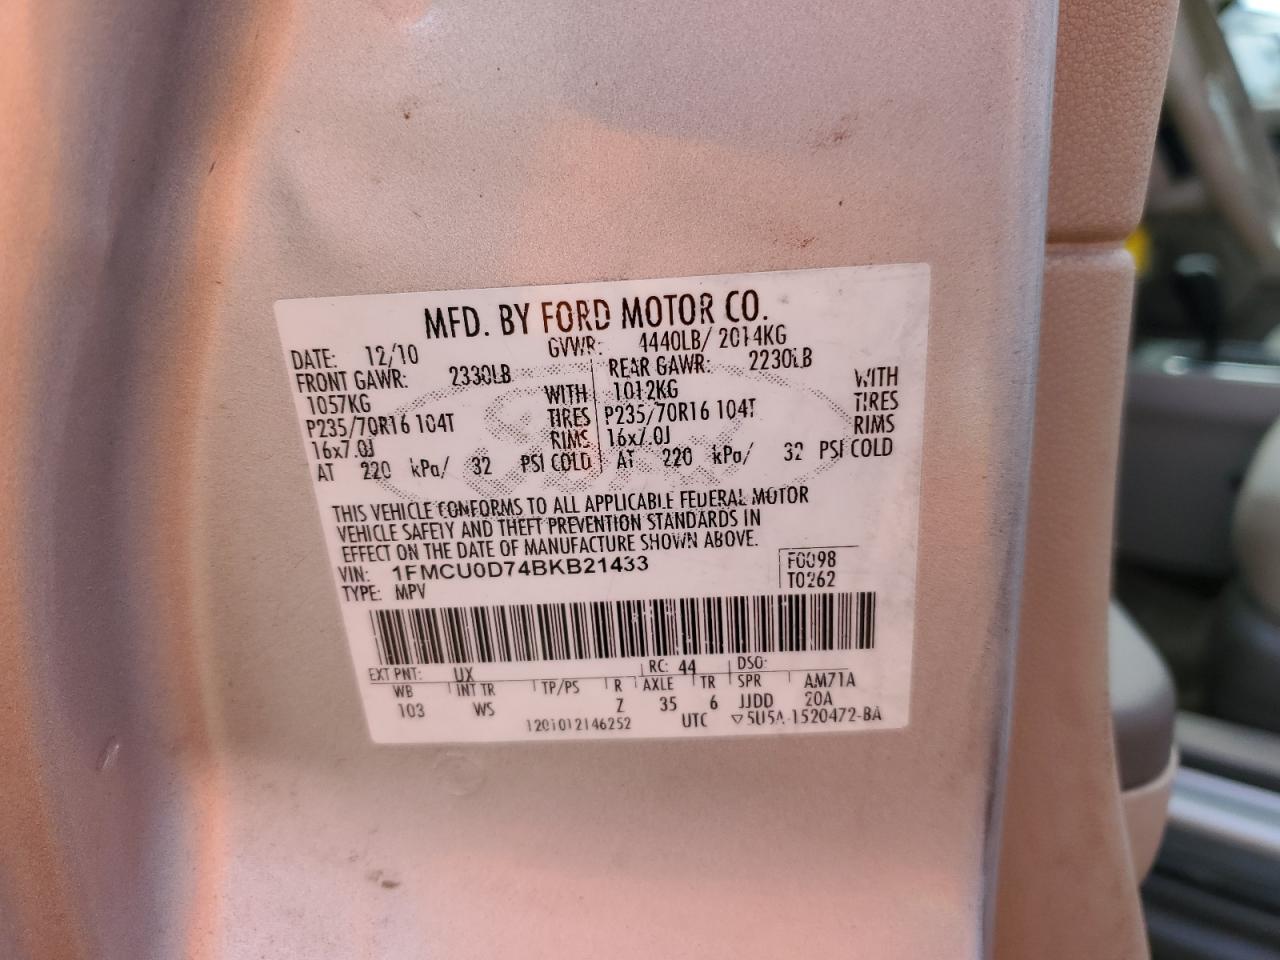 MFD. BY FORD MOTOR CO.
DATE: 12/10 GVWR: 4440LB/ 2014KG
FRONT GAWR: 2330LB REAR GAWR: 2230LB
1057KG WITH 1012KG WITH
P235/70R16 104T TIRES P235/70R16 104T TIRES
16x7.0J RIMS 16x7.0J RIMS
AT 220 kPa/ 32 PSI COLD AT 220 kPa/ 32 PSI COLD
THIS VEHICLE CONFORMS TO ALL APPLICABLE FEDERAL MOTOR
VEHICLE SAFETY AND THEFT PREVENTION STANDARDS IN
EFFECT ON THE DATE OF MANUFACTURE SHOWN ABOVE.
VIN: 1FMCU0D74BKB21433 F0098
TYPE: MPV T0262
EXT PNT: UX RC: 44 DSO:
WB INT TR TP/PS R AXLE TR SPR AM71A
103 WS Z 35 6 JJDD 20A
1201012146252 UTC ▽5U5A-1520472-BA